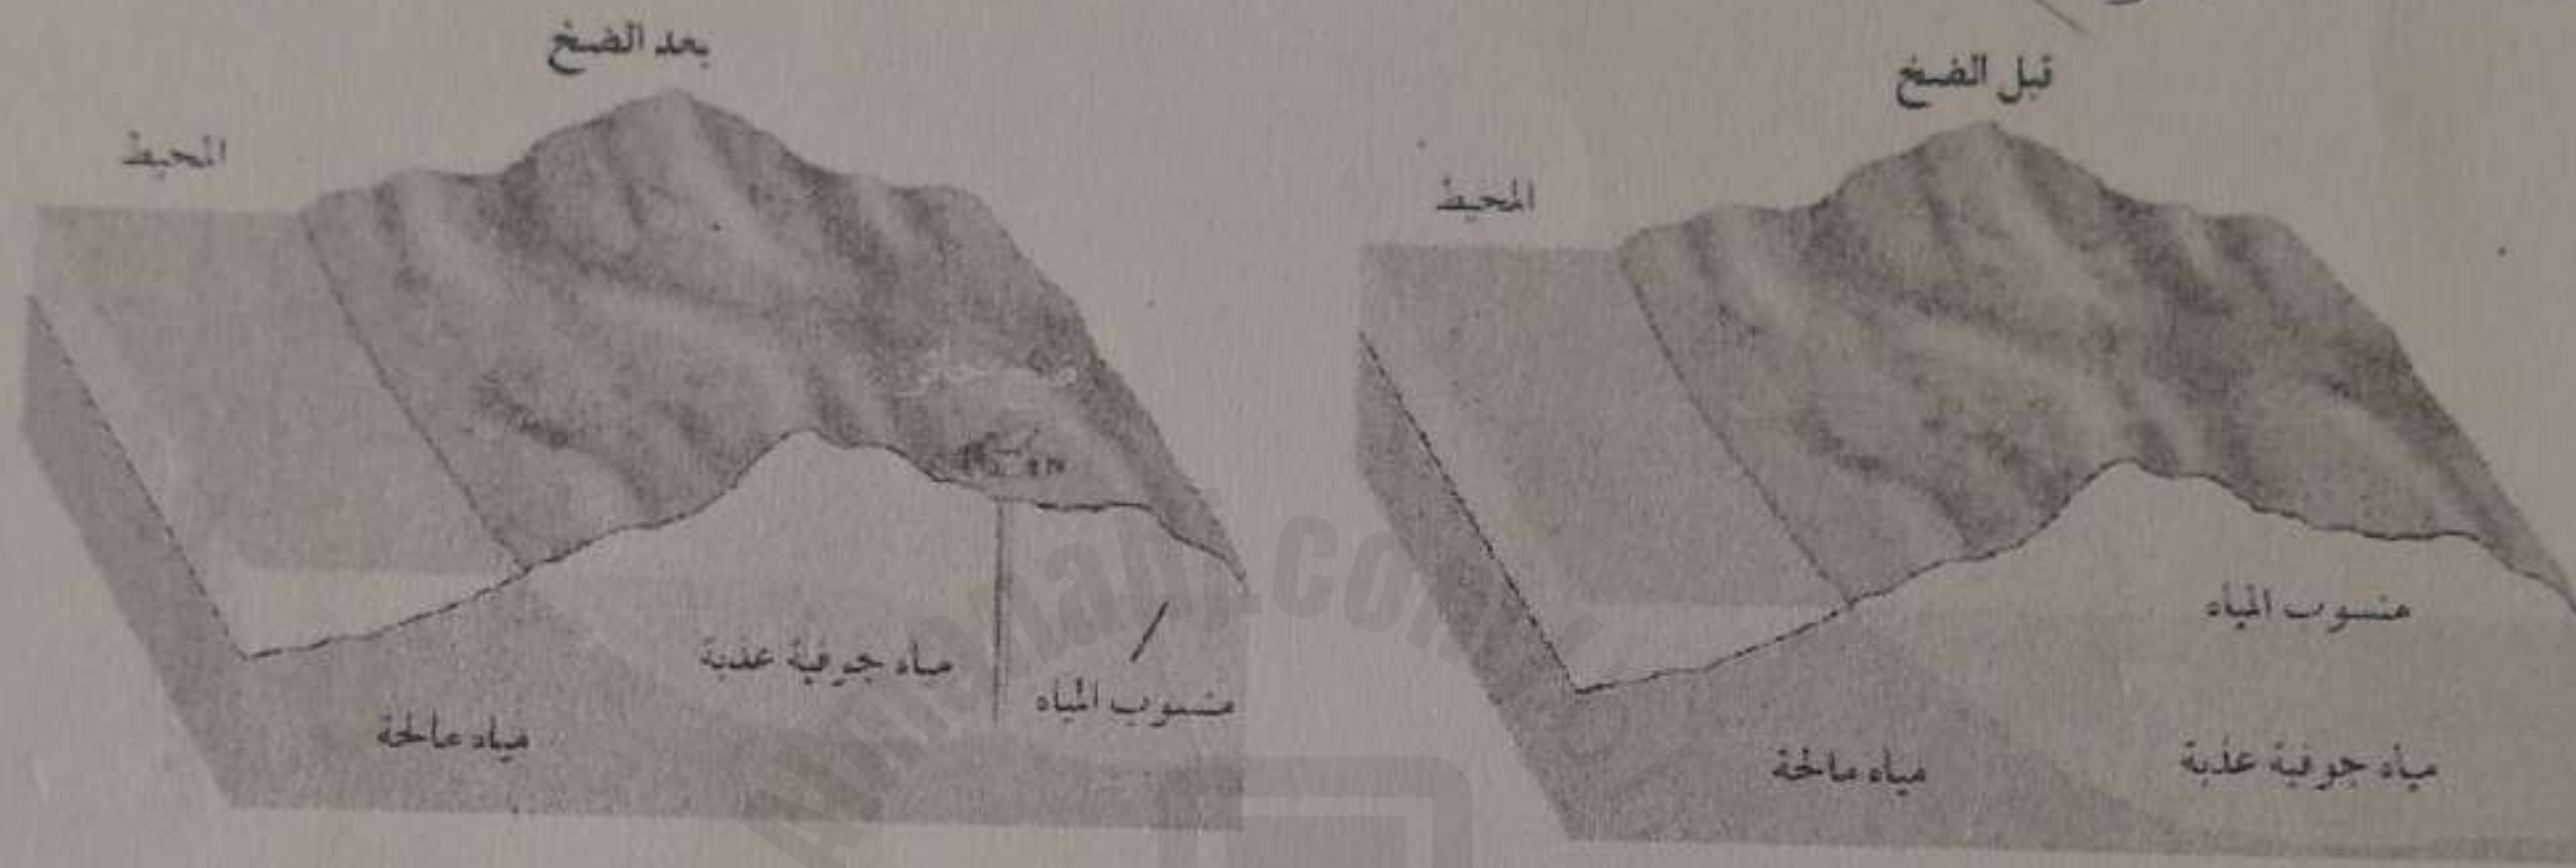 قبل الضخ
المحيط
منسوب المياه
مياه جوفية عذبة
مياه مالحة
بعد الضخ
المحيط
مياه جوفية عذبة
منسوب المياه
مياه مالحة